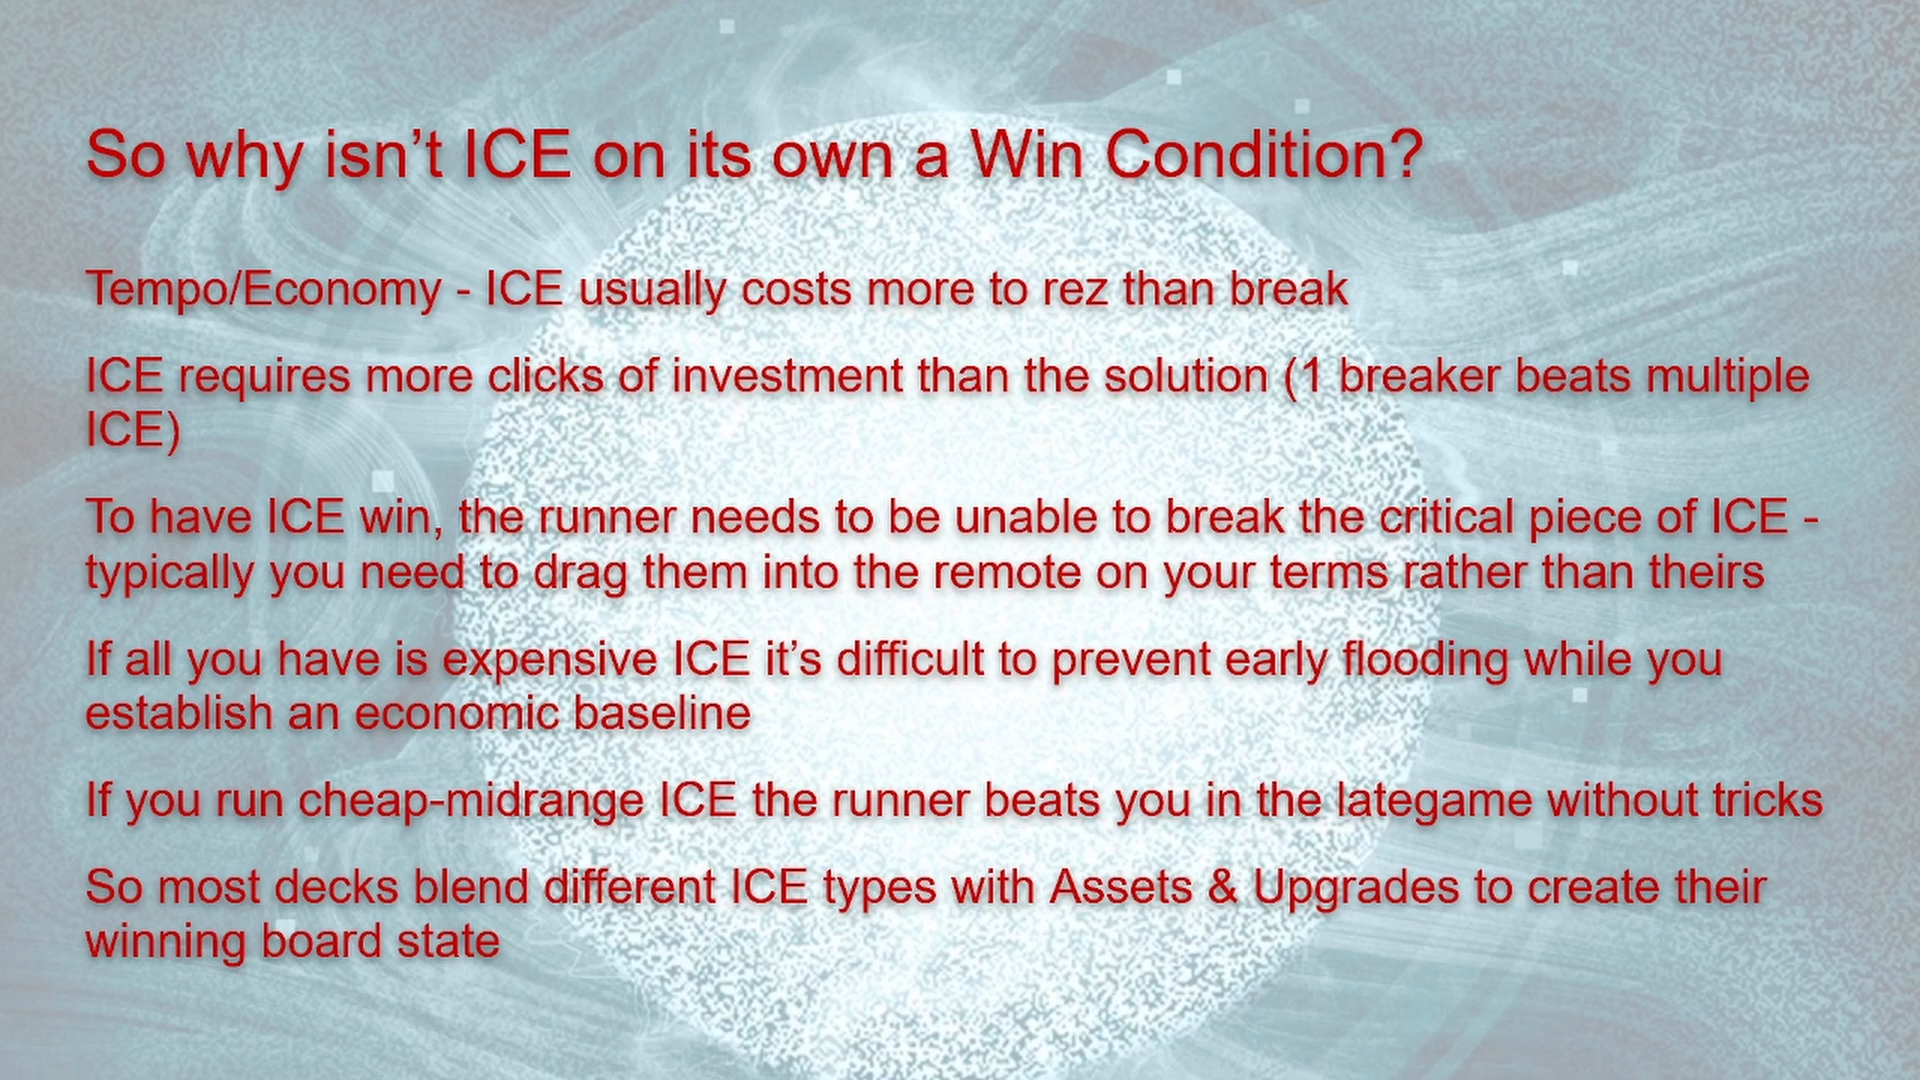 So why isn’t ICE on its own a Win Condition?
Tempo/Economy - ICE usually costs more to rez than break
ICE requires more clicks of investment than the solution (1 breaker beats multiple
ICE)
To have ICE win, the runner needs to be unable to break the critical piece of ICE -
typically you need to drag them into the remote on your terms rather than theirs
If all you have is expensive ICE it’s difficult to prevent early flooding while you
establish an economic baseline
If you run cheap-midrange ICE the runner beats you in the lategame without tricks
So most decks blend different ICE types with Assets & Upgrades to create their
winning board state